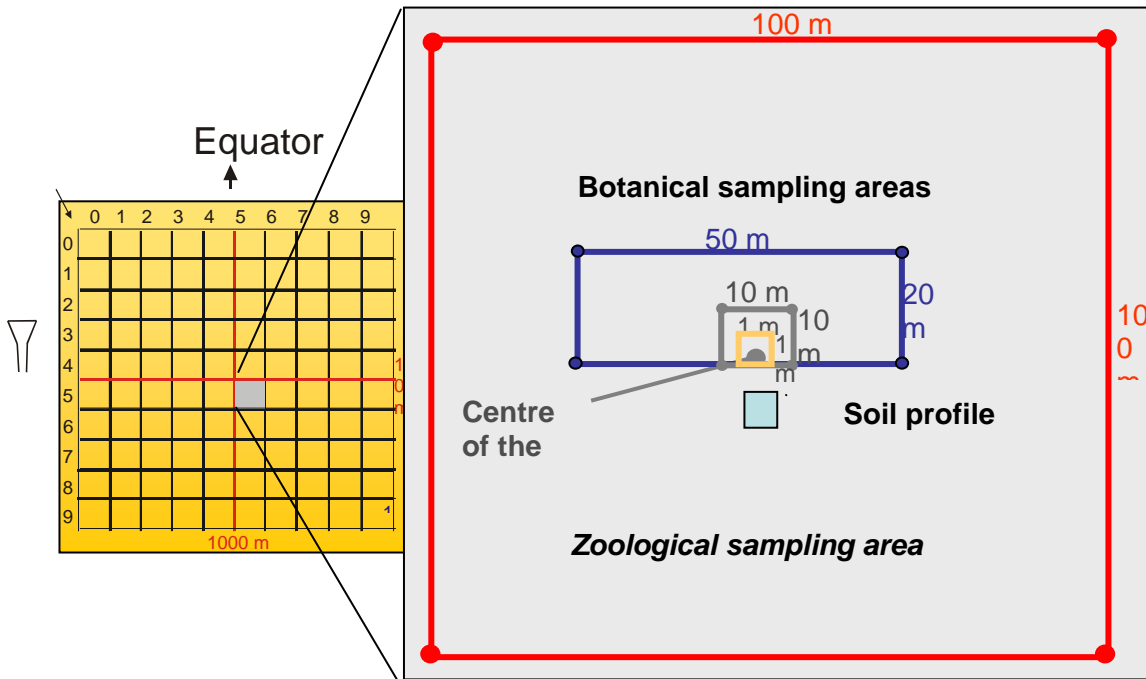 Equator
0 1 2 3 4 5 6 7 8 9
0
1
2
3
4
5
6
7
8
9
1000 m
100 m
Botanical sampling areas
50 m
20
m
10 m
10
m
1 m
1
m
Centre
of the
Soil profile
Zoological sampling area
10
0